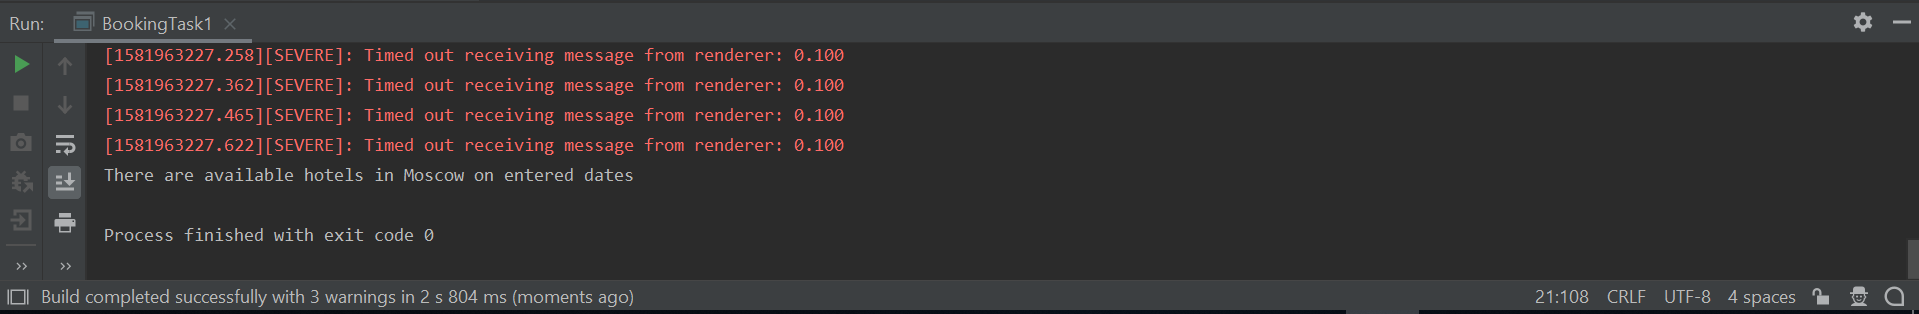 Run: BookingTask1
[1581963227.258][SEVERE]: Timed out receiving message from renderer: 0.100
[1581963227.362][SEVERE]: Timed out receiving message from renderer: 0.100
[1581963227.465][SEVERE]: Timed out receiving message from renderer: 0.100
[1581963227.622][SEVERE]: Timed out receiving message from renderer: 0.100
There are available hotels in Moscow on entered dates
Process finished with exit code 0
Build completed successfully with 3 warnings in 2 s 804 ms (moments ago) 21:108 CRLF UTF-8 4 spaces